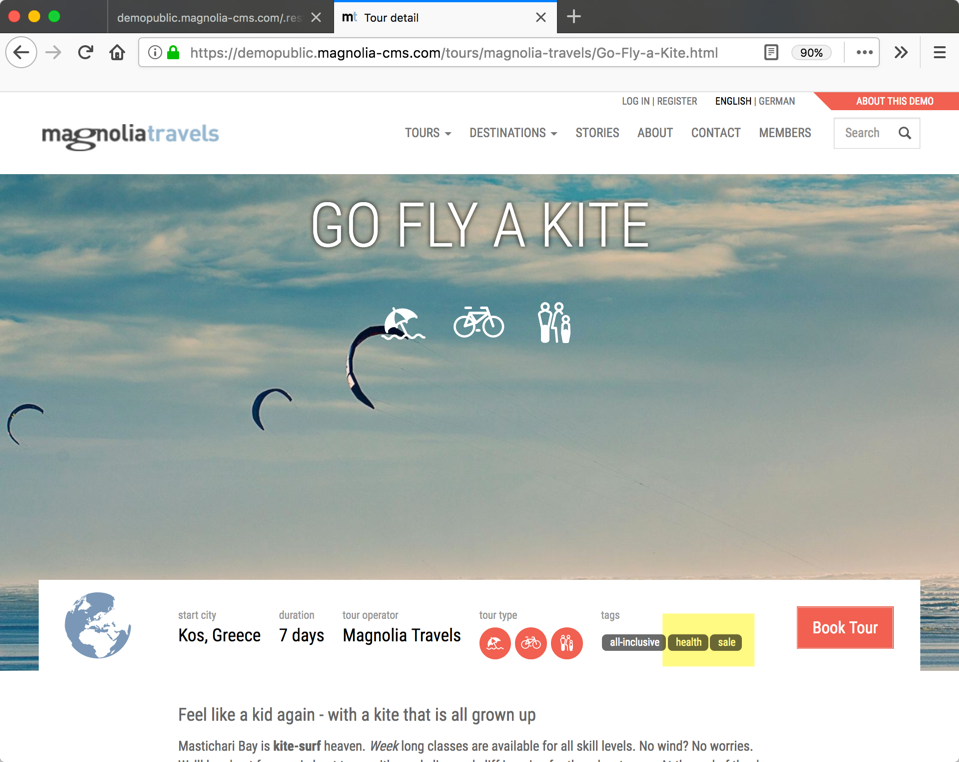 demopublic.magnolia-cms.com/.res
mt Tour detail
https://demopublic.magnolia-cms.com/tours/magnolia-travels/Go-Fly-a-Kite.html
90%
LOG IN | REGISTER ENGLISH | GERMAN ABOUT THIS DEMO
magnoliatravels
TOURS DESTINATIONS STORIES ABOUT CONTACT MEMBERS Search
GO FLY A KITE
start city duration tour operator tour type tags
Kos, Greece 7 days Magnolia Travels all-inclusive health sale Book Tour
Feel like a kid again - with a kite that is all grown up
Mastichari Bay is kite-surf heaven. Week long classes are available for all skill levels. No wind? No worries.